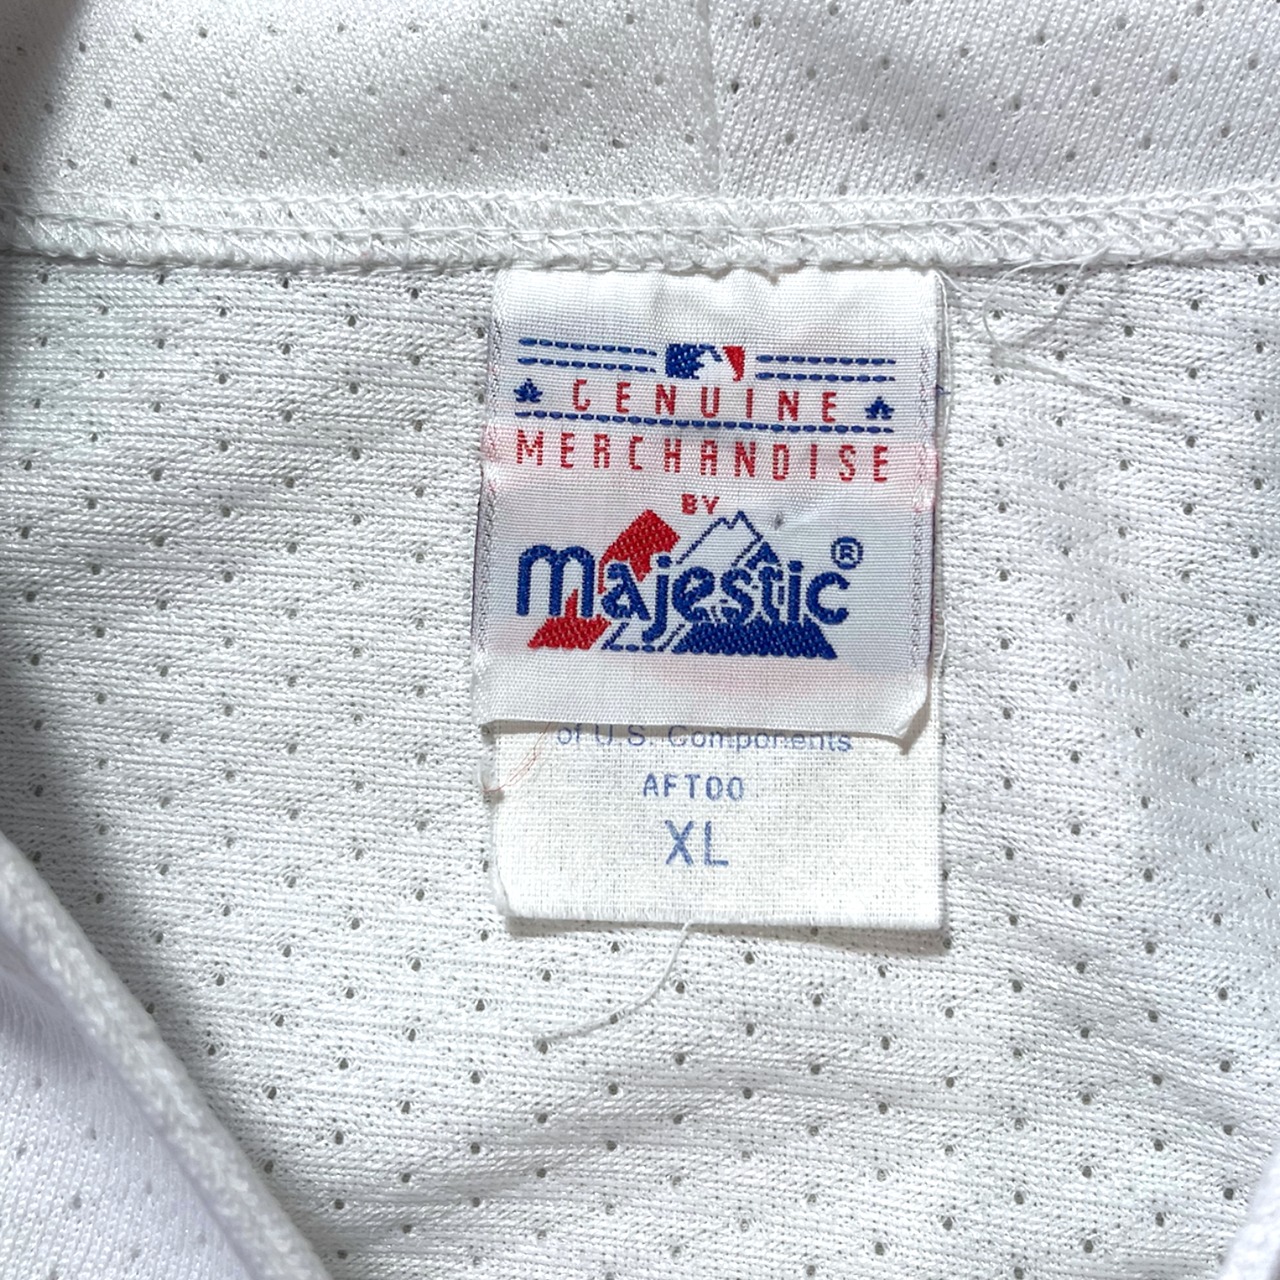 GENUINE
MERCHANDISE
BY
Majestic®
of U.S. Components
AFT00
XL